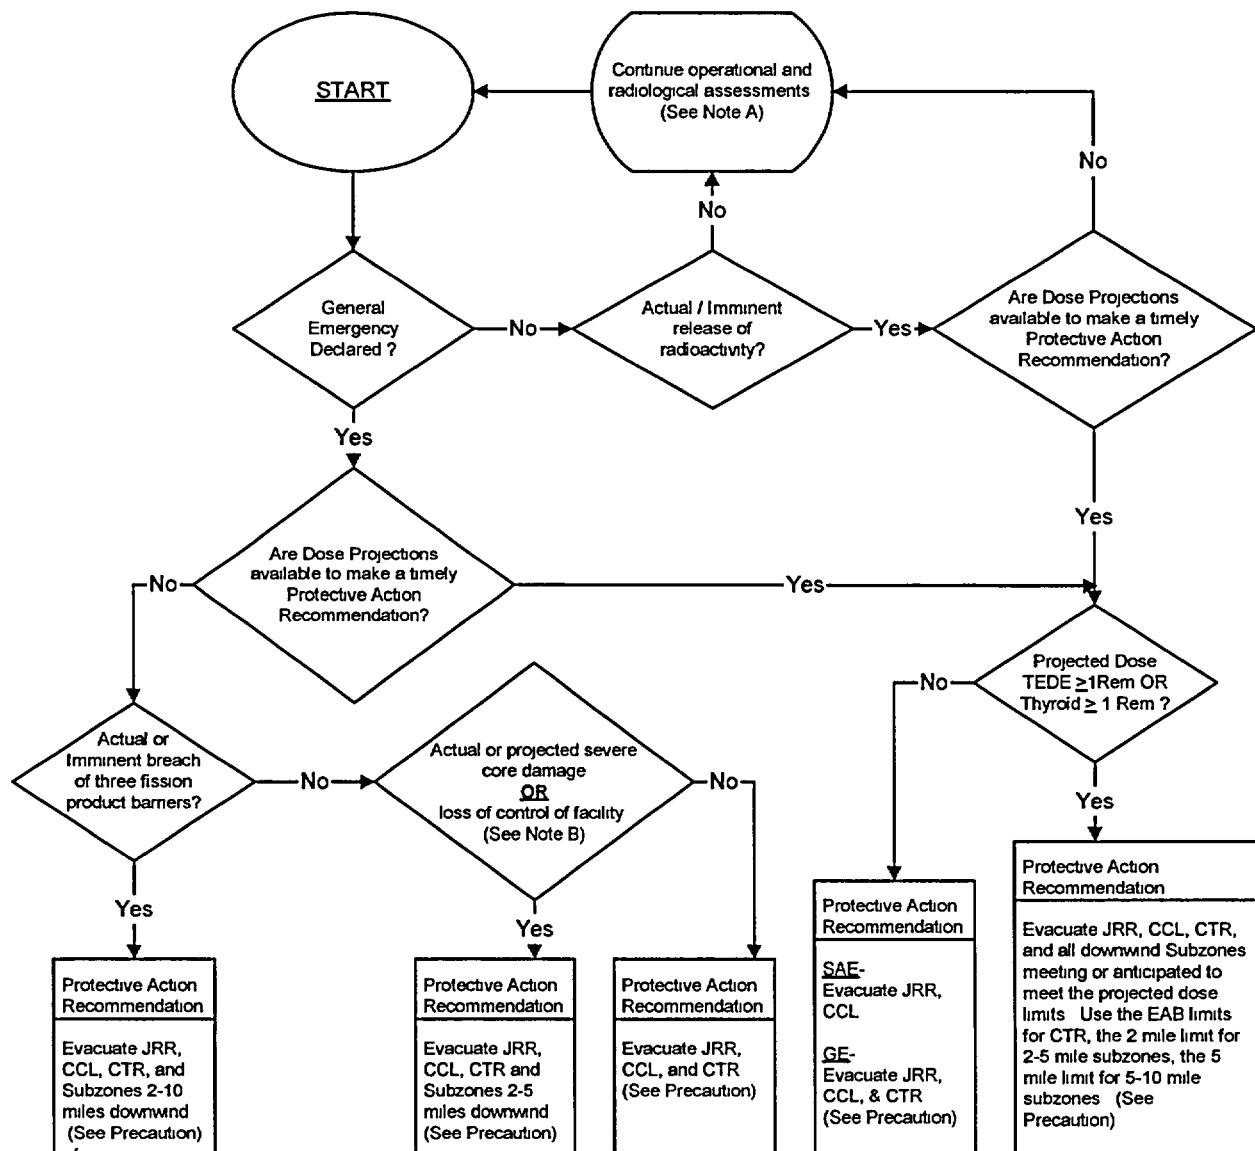 START
Continue operational and
radiological assessments
(See Note A)
No
No
General
Emergency
Declared ?
No
Actual / Imminent
release of
radioactivity?
Yes
Are Dose Projections
available to make a timely
Protective Action
Recommendation?
Yes
Yes
Are Dose Projections
available to make a timely
Protective Action
Recommendation?
No
Yes
Projected Dose
TEDE ≥1Rem OR
Thyroid ≥ 1 Rem ?
No
Yes
Actual or
Imminent breach
of three fission
product barriers?
No
Actual or projected severe
core damage
OR
loss of control of facility
(See Note B)
No
Yes
Yes
Protective Action
Recommendation
Evacuate JRR,
CCL, CTR, and
Subzones 2-10
miles downwind
(See Precaution)
Protective Action
Recommendation
Evacuate JRR,
CCL, CTR and
Subzones 2-5
miles downwind
(See Precaution)
Protective Action
Recommendation
Evacuate JRR,
CCL, and CTR
(See Precaution)
Protective Action
Recommendation
SAE-
Evacuate JRR,
CCL
GE-
Evacuate JRR,
CCL, & CTR
(See Precaution)
Protective Action
Recommendation
Evacuate JRR, CCL, CTR,
and all downwind Subzones
meeting or anticipated to
meet the projected dose
limits Use the EAB limits
for CTR, the 2 mile limit for
2-5 mile subzones, the 5
mile limit for 5-10 mile
subzones (See
Precaution)